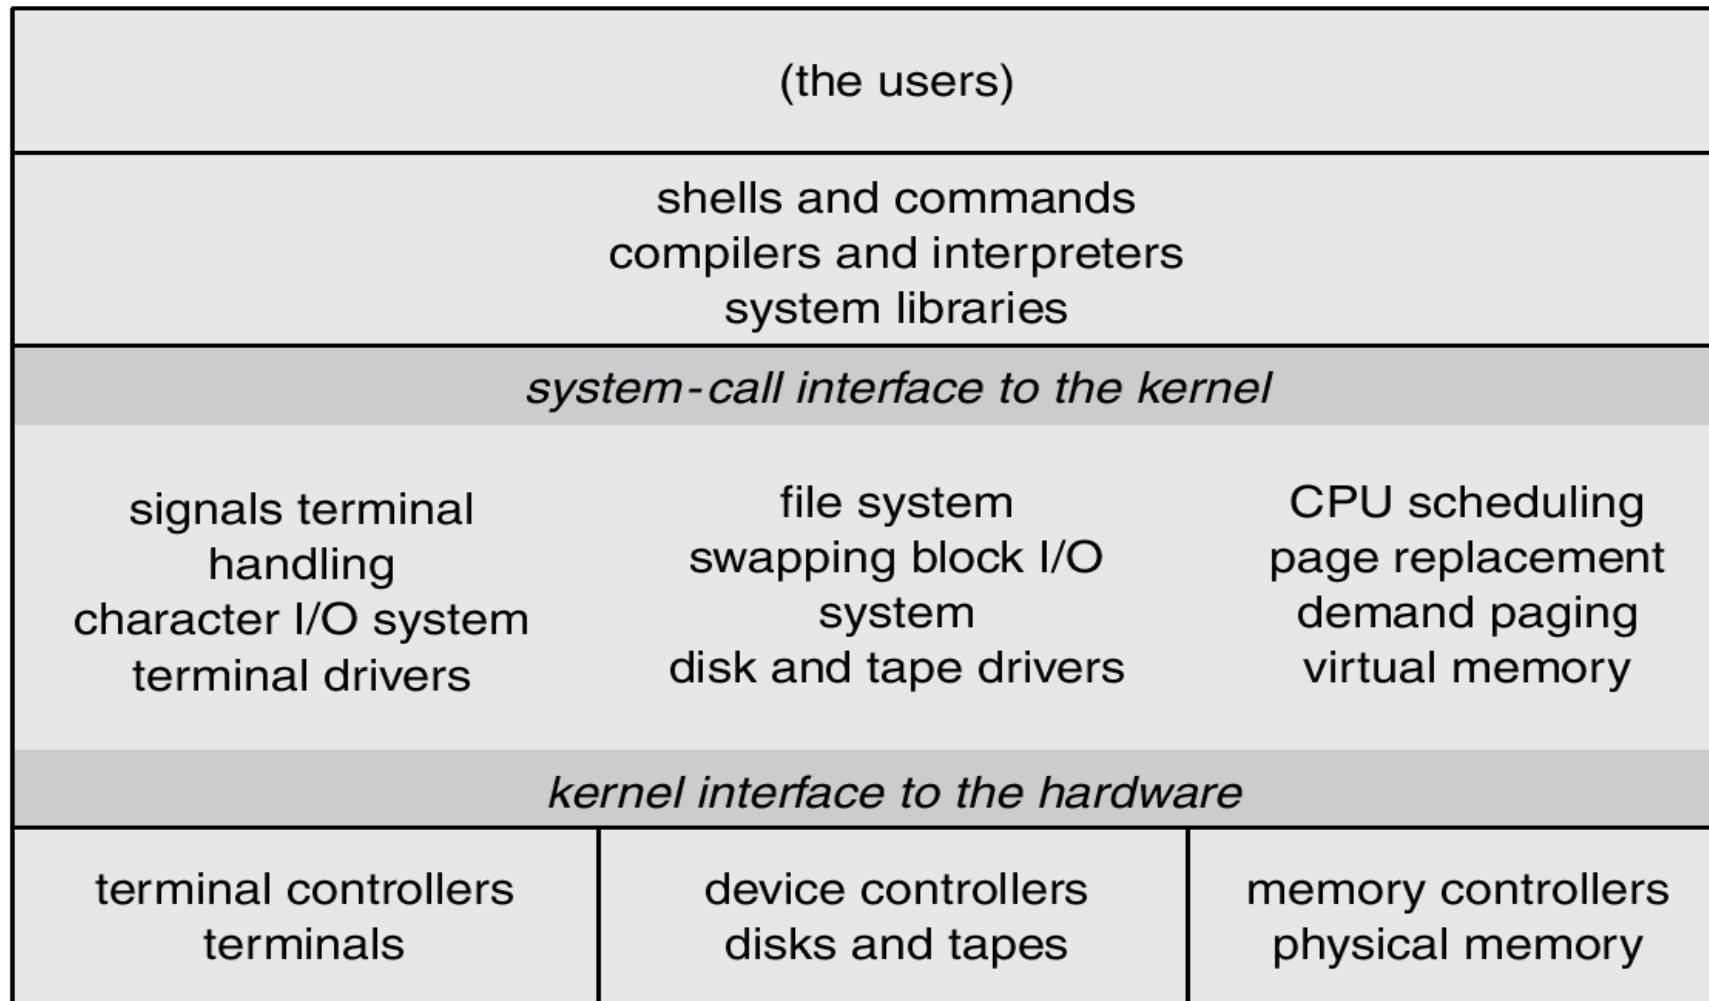 (the users)
shells and commands
compilers and interpreters
system libraries
system-call interface to the kernel
signals terminal
handling
character I/O system
terminal drivers
file system
swapping block I/O
system
disk and tape drivers
CPU scheduling
page replacement
demand paging
virtual memory
kernel interface to the hardware
terminal controllers
terminals
device controllers
disks and tapes
memory controllers
physical memory